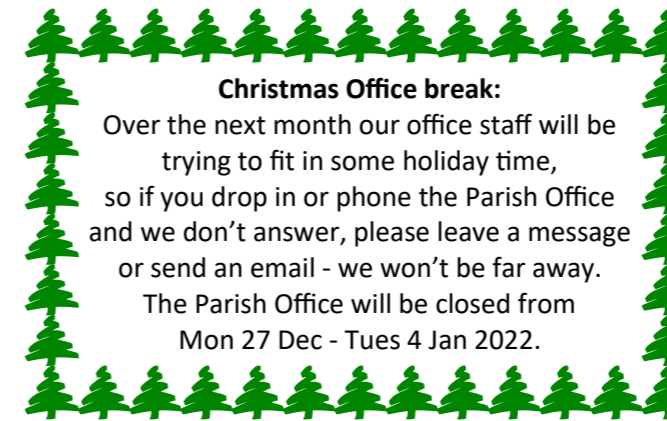 Christmas Office break:
Over the next month our office staff will be
trying to fit in some holiday time,
so if you drop in or phone the Parish Office
and we don’t answer, please leave a message
or send an email - we won’t be far away.
The Parish Office will be closed from
Mon 27 Dec - Tues 4 Jan 2022.